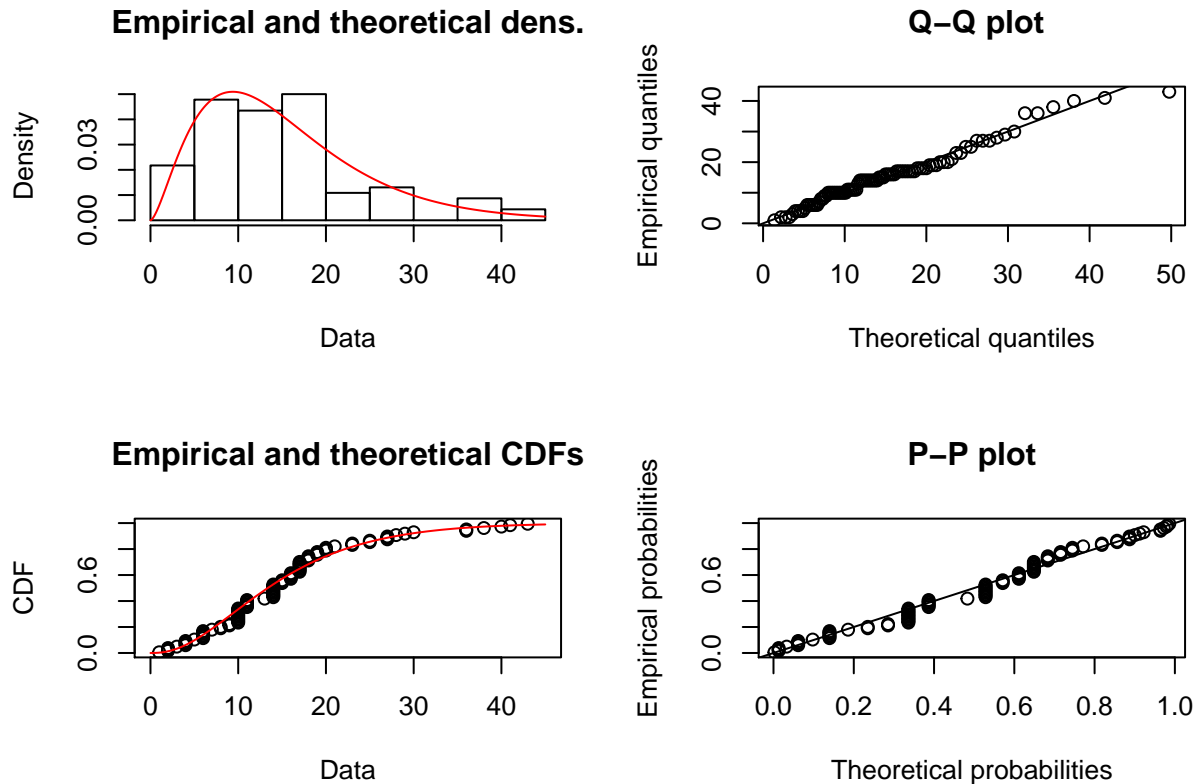 Empirical and theoretical dens.
Density
0.00 0.03
0 10 20 30 40
Data
Q−Q plot
Empirical quantiles
0 20 40
0 10 20 30 40 50
Theoretical quantiles
Empirical and theoretical CDFs
CDF
0.0 0.6
0 10 20 30 40
Data
P−P plot
Empirical probabilities
0.0 0.6
0.0 0.2 0.4 0.6 0.8 1.0
Theoretical probabilities